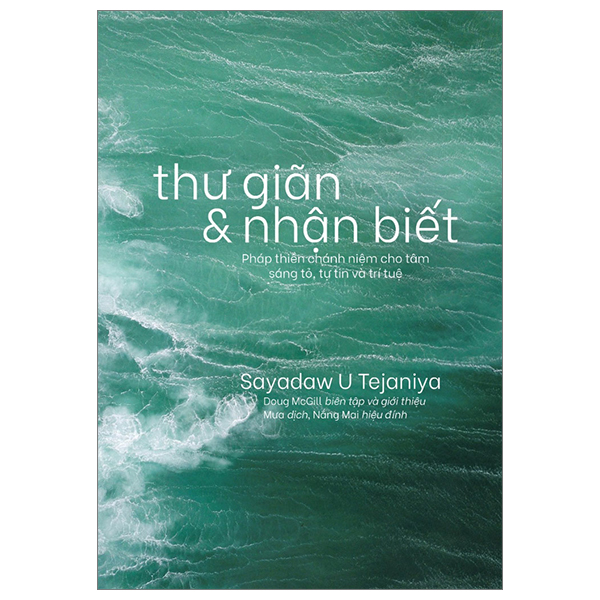 thư giãn
& nhận biết
Pháp thiền chánh niệm cho tâm
sáng tỏ, tự tin và trí tuệ
Sayadaw U Tejaniya
Doug McGill biên tập và giới thiệu
Mưa dịch, Nắng Mai hiệu đính